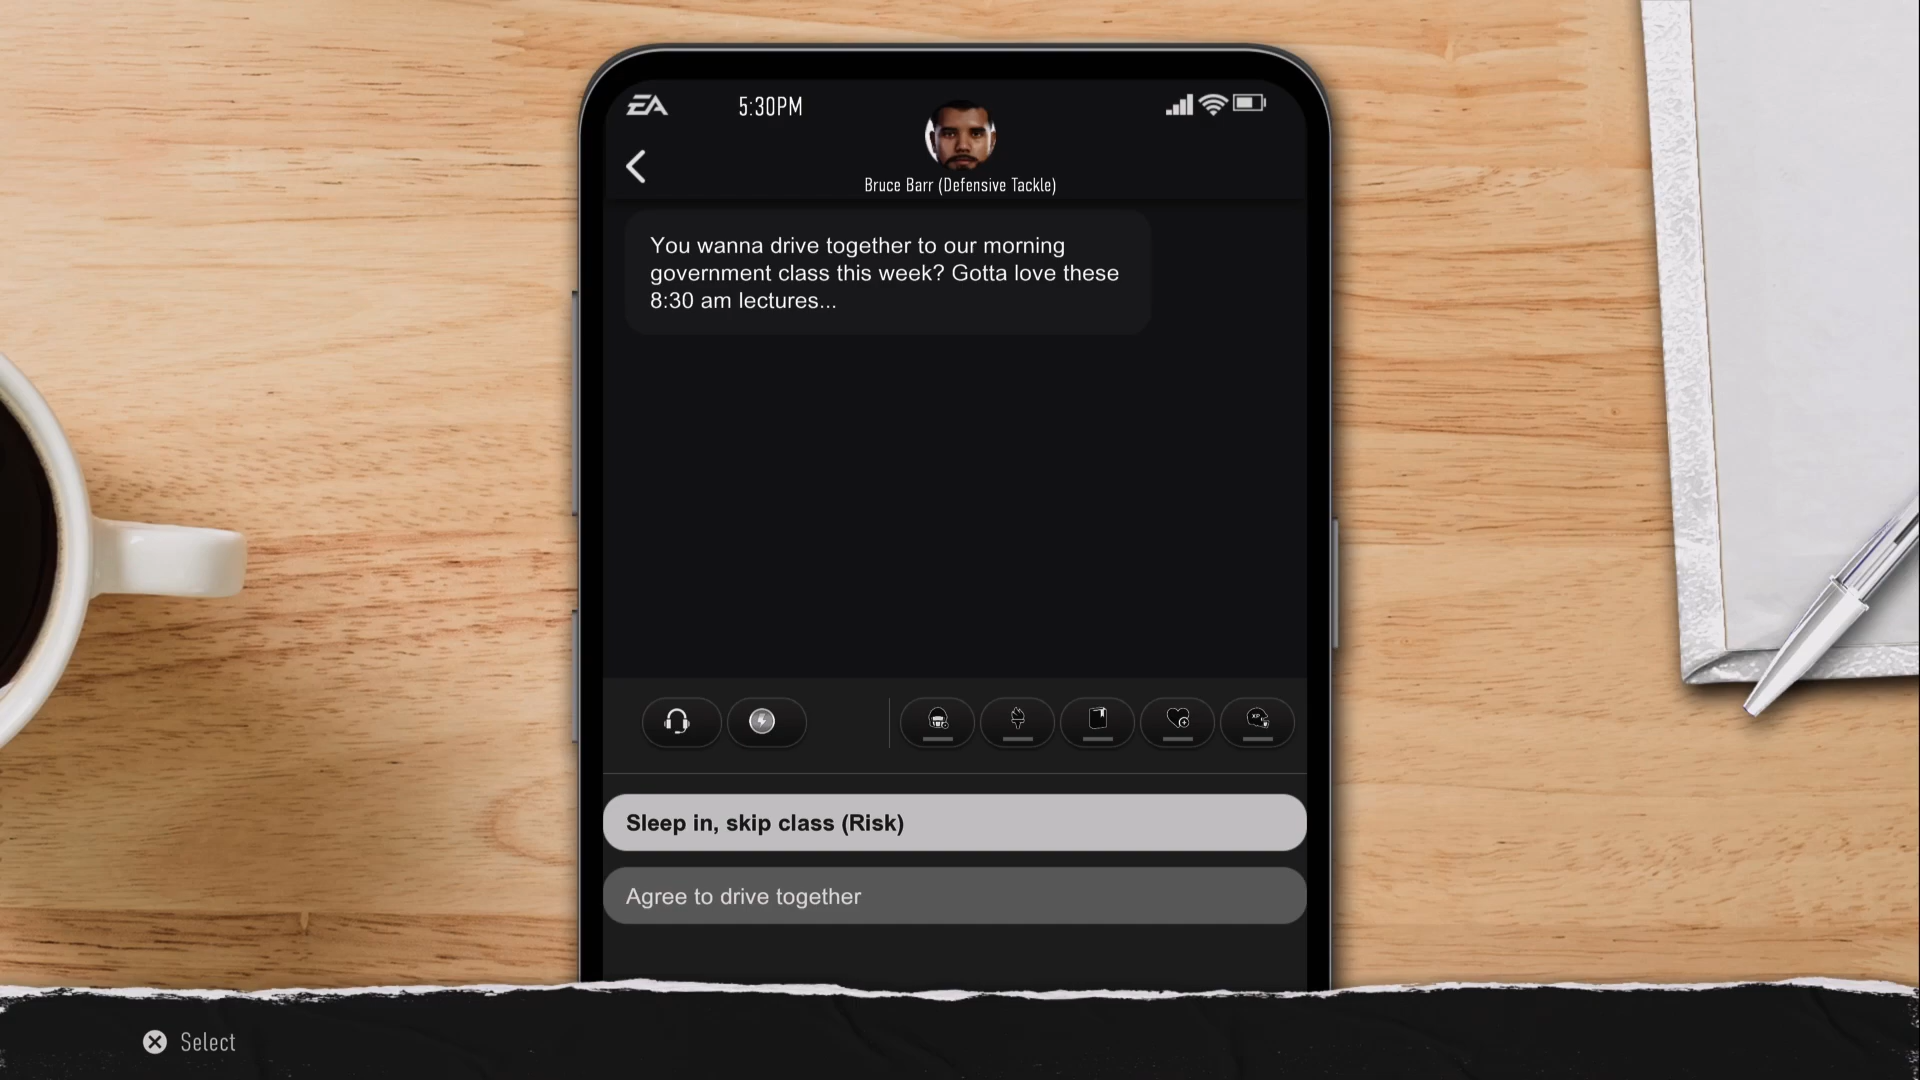 EA
5:30PM
Bruce Barr (Defensive Tackle)
You wanna drive together to our morning
government class this week? Gotta love these
8:30 am lectures...
XP
Sleep in, skip class (Risk)
Agree to drive together
Select